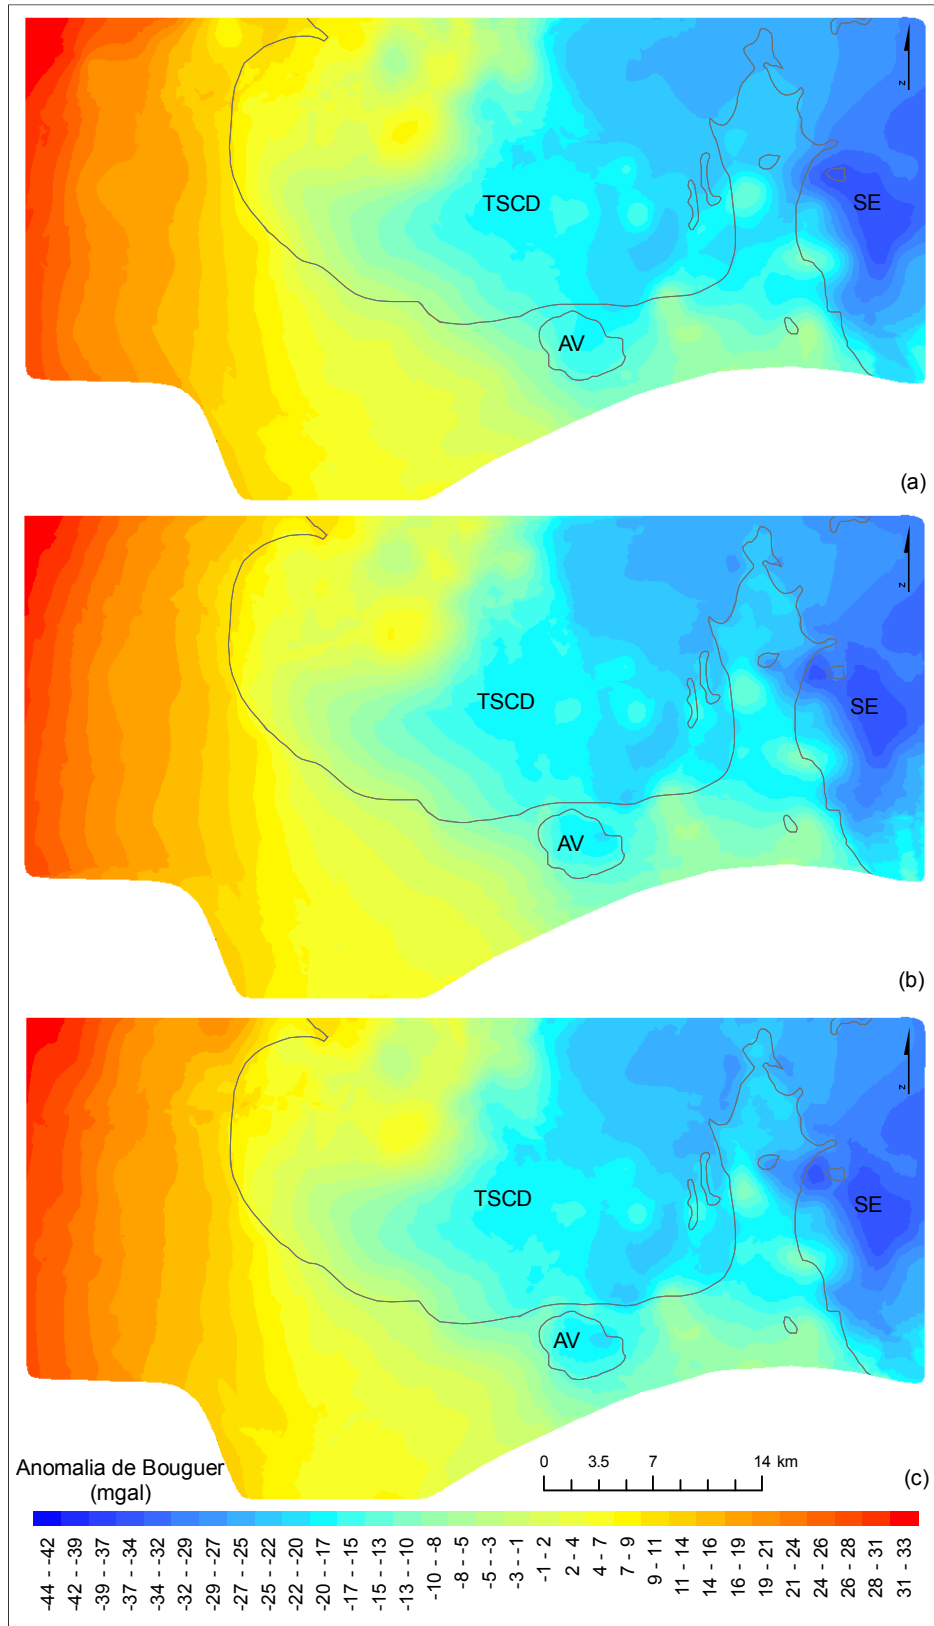 z
TSCD
SE
AV
(a)
z
TSCD
SE
AV
(b)
z
TSCD
SE
AV
(c)
0 3.5 7 14 km
Anomalia de Bouguer
(mgal)
-44 - -42
-42 - -39
-39 - -37
-37 - -34
-34 - -32
-32 - -29
-29 - -27
-27 - -25
-25 - -22
-22 - -20
-20 - -17
-17 - -15
-15 - -13
-13 - -10
-10 - -8
-8 - -5
-5 - -3
-3 - -1
-1 - 2
2 - 4
4 - 7
7 - 9
9 - 11
11 - 14
14 - 16
16 - 19
19 - 21
21 - 24
24 - 26
26 - 28
28 - 31
31 - 33